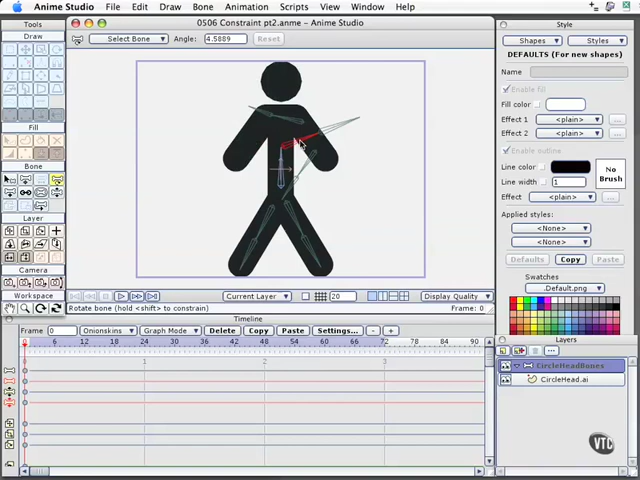 Anime Studio File Edit Draw Bone Animation Scripts View Window Help
0506 Constraint pt2.anme - Anime Studio
Select Bone Angle: 4.5889 Reset
Tools
Draw
Fill
Bone
Layer
Camera
Workspace
Style
Shapes Styles
DEFAULTS (For new shapes)
Name
Enable fill
Fill color
Effect 1 <plain> ...
Effect 2 <plain> ...
Enable outline
Line color
Line width 1
No Brush
Effect <plain> ...
Applied styles:
<None>
<None>
Defaults Copy Paste
Swatches
.Default.png
Current Layer 20 Display Quality
Rotate bone (hold <shift> to constrain) Frame: 0
Timeline
Frame 0 Onionskins Graph Mode Delete Copy Paste Settings... - +
0 6 12 18 24 30 36 42 48 54 60 66 72 78 84 90
0 1 2 3
Layers
CircleHeadBones
CircleHead.ai
VTC